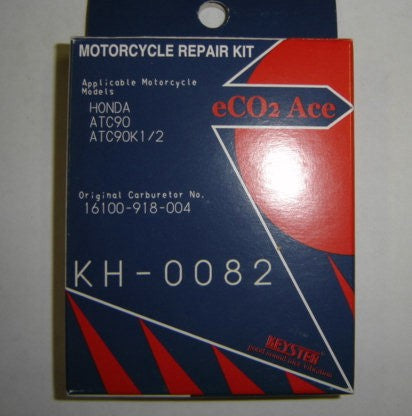 MOTORCYCLE REPAIR KIT
Applicable Motorcycle
Models
HONDA
ATC90
ATC90K1/2
eCO2 Ace
Original Carburetor No.
16100-918-004
KH-0082
KEYSTER